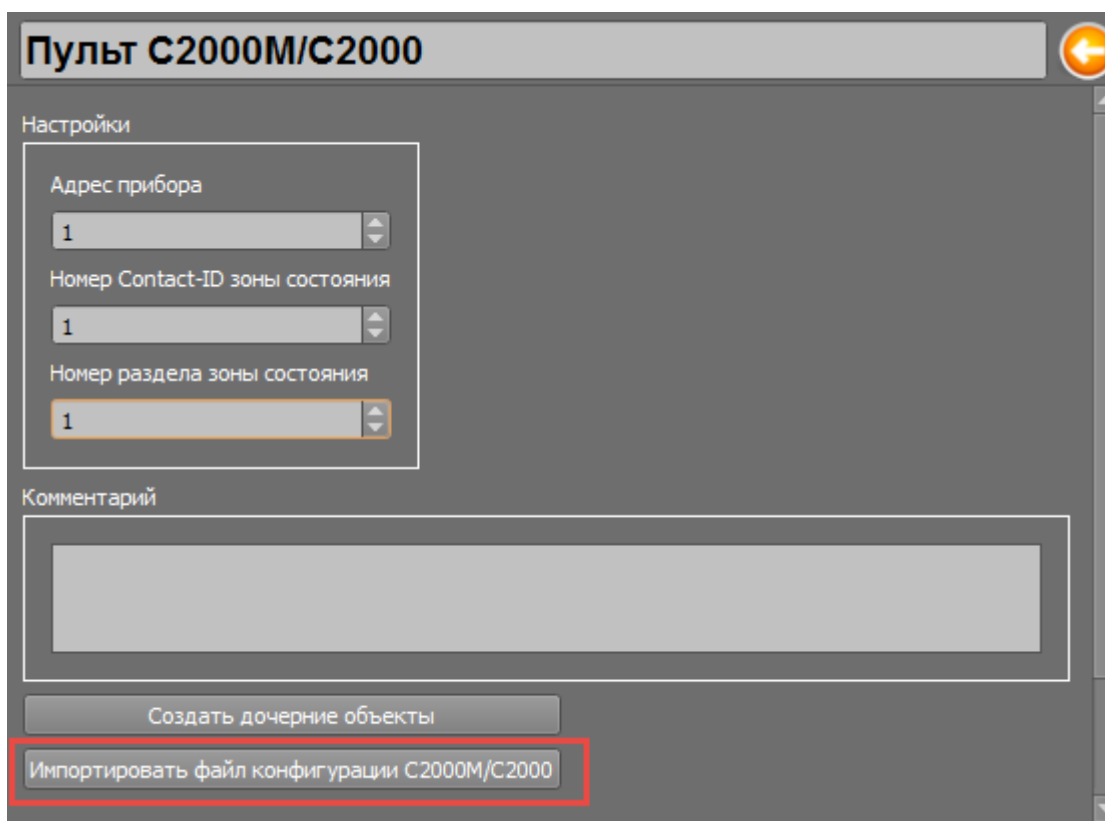 Пульт С2000М/С2000
Настройки
Адрес прибора
1
Номер Contact-ID зоны состояния
1
Номер раздела зоны состояния
1
Комментарий
Создать дочерние объекты
Импортировать файл конфигурации С2000М/С2000